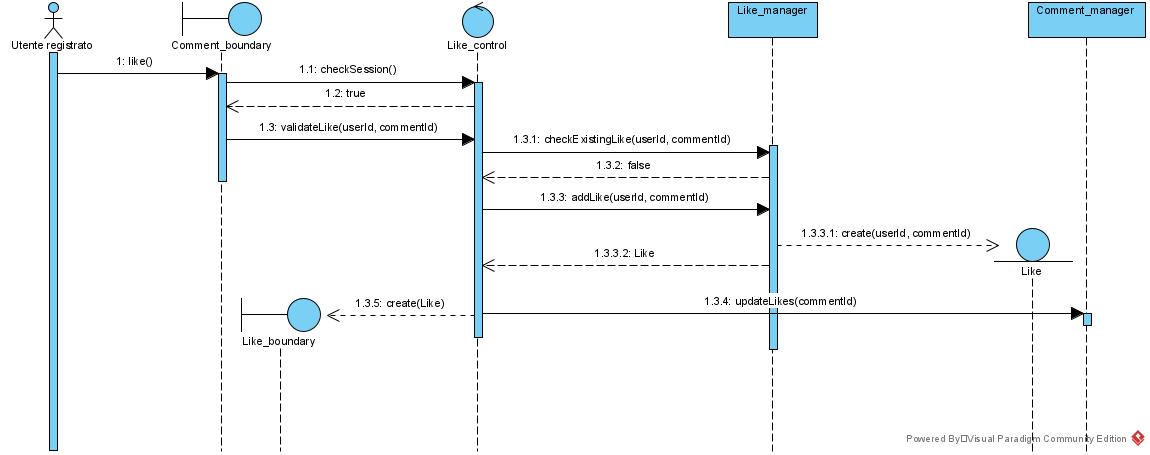 Utente registrato
Comment_boundary
Like_control
Like_manager
Comment_manager
1: like()
1.1: checkSession()
1.2: true
1.3: validateLike(userId, commentId)
1.3.1: checkExistingLike(userId, commentId)
1.3.2: false
1.3.3: addLike(userId, commentId)
1.3.3.1: create(userId, commentId)
Like
1.3.3.2: Like
1.3.5: create(Like)
1.3.4: updateLikes(commentId)
Like_boundary
Powered By Visual Paradigm Community Edition